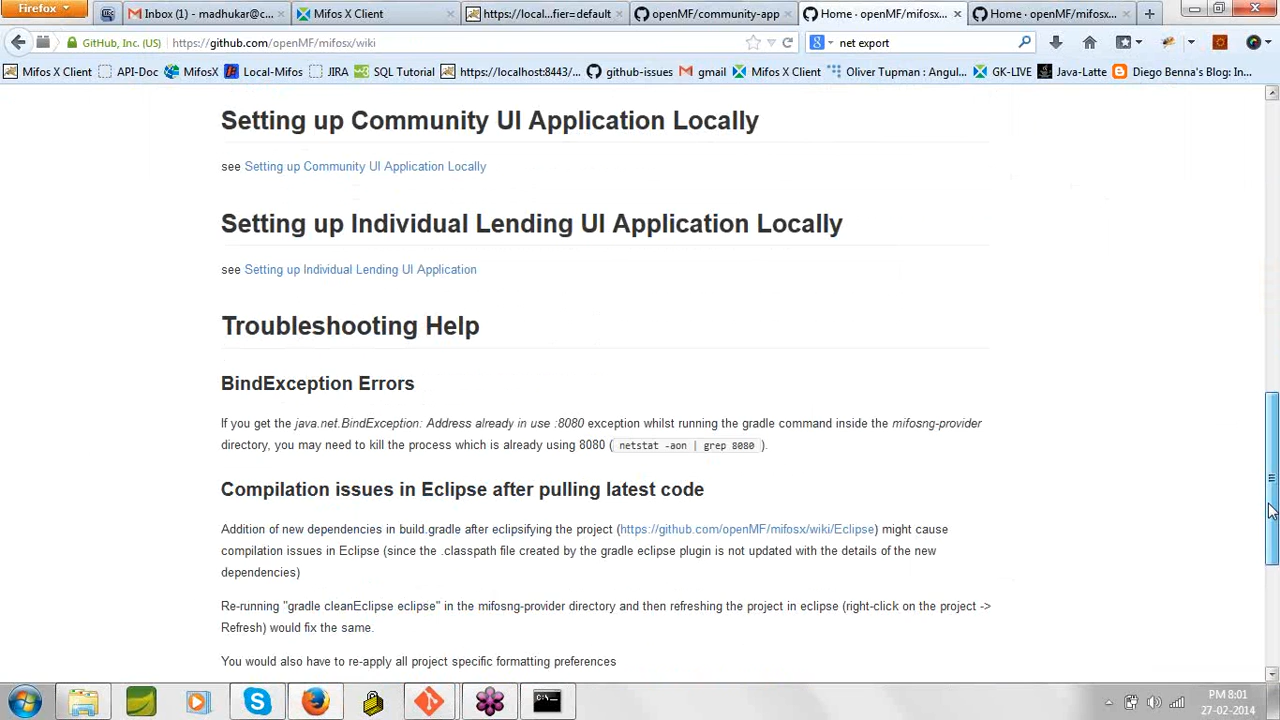 Firefox
Inbox (1) - madhukar@c...
Mifos X Client
https://local...fier=default
openMF/community-app
Home - openMF/mifosx...
Home - openMF/mifosx...
GitHub, Inc. (US)
https://github.com/openMF/mifosx/wiki
net export
Mifos X Client
API-Doc
MifosX
Local-Mifos
JIRA
SQL Tutorial
https://localhost:8443/...
github-issues
gmail
Mifos X Client
Oliver Tupman : Angul...
GK-LIVE
Java-Latte
Diego Benna's Blog: In...
Setting up Community UI Application Locally
see Setting up Community UI Application Locally
Setting up Individual Lending UI Application Locally
see Setting up Individual Lending UI Application
Troubleshooting Help
BindException Errors
If you get the java.net.BindException: Address already in use :8080 exception whilst running the gradle command inside the mifosng-provider
directory, you may need to kill the process which is already using 8080 ( netstat -aon | grep 8080 ).
Compilation issues in Eclipse after pulling latest code
Addition of new dependencies in build.gradle after eclipsifying the project (https://github.com/openMF/mifosx/wiki/Eclipse) might cause
compilation issues in Eclipse (since the .classpath file created by the gradle eclipse plugin is not updated with the details of the new
dependencies)
Re-running "gradle cleanEclipse eclipse" in the mifosng-provider directory and then refreshing the project in eclipse (right-click on the project ->
Refresh) would fix the same.
You would also have to re-apply all project specific formatting preferences
PM 8:01
27-02-2014